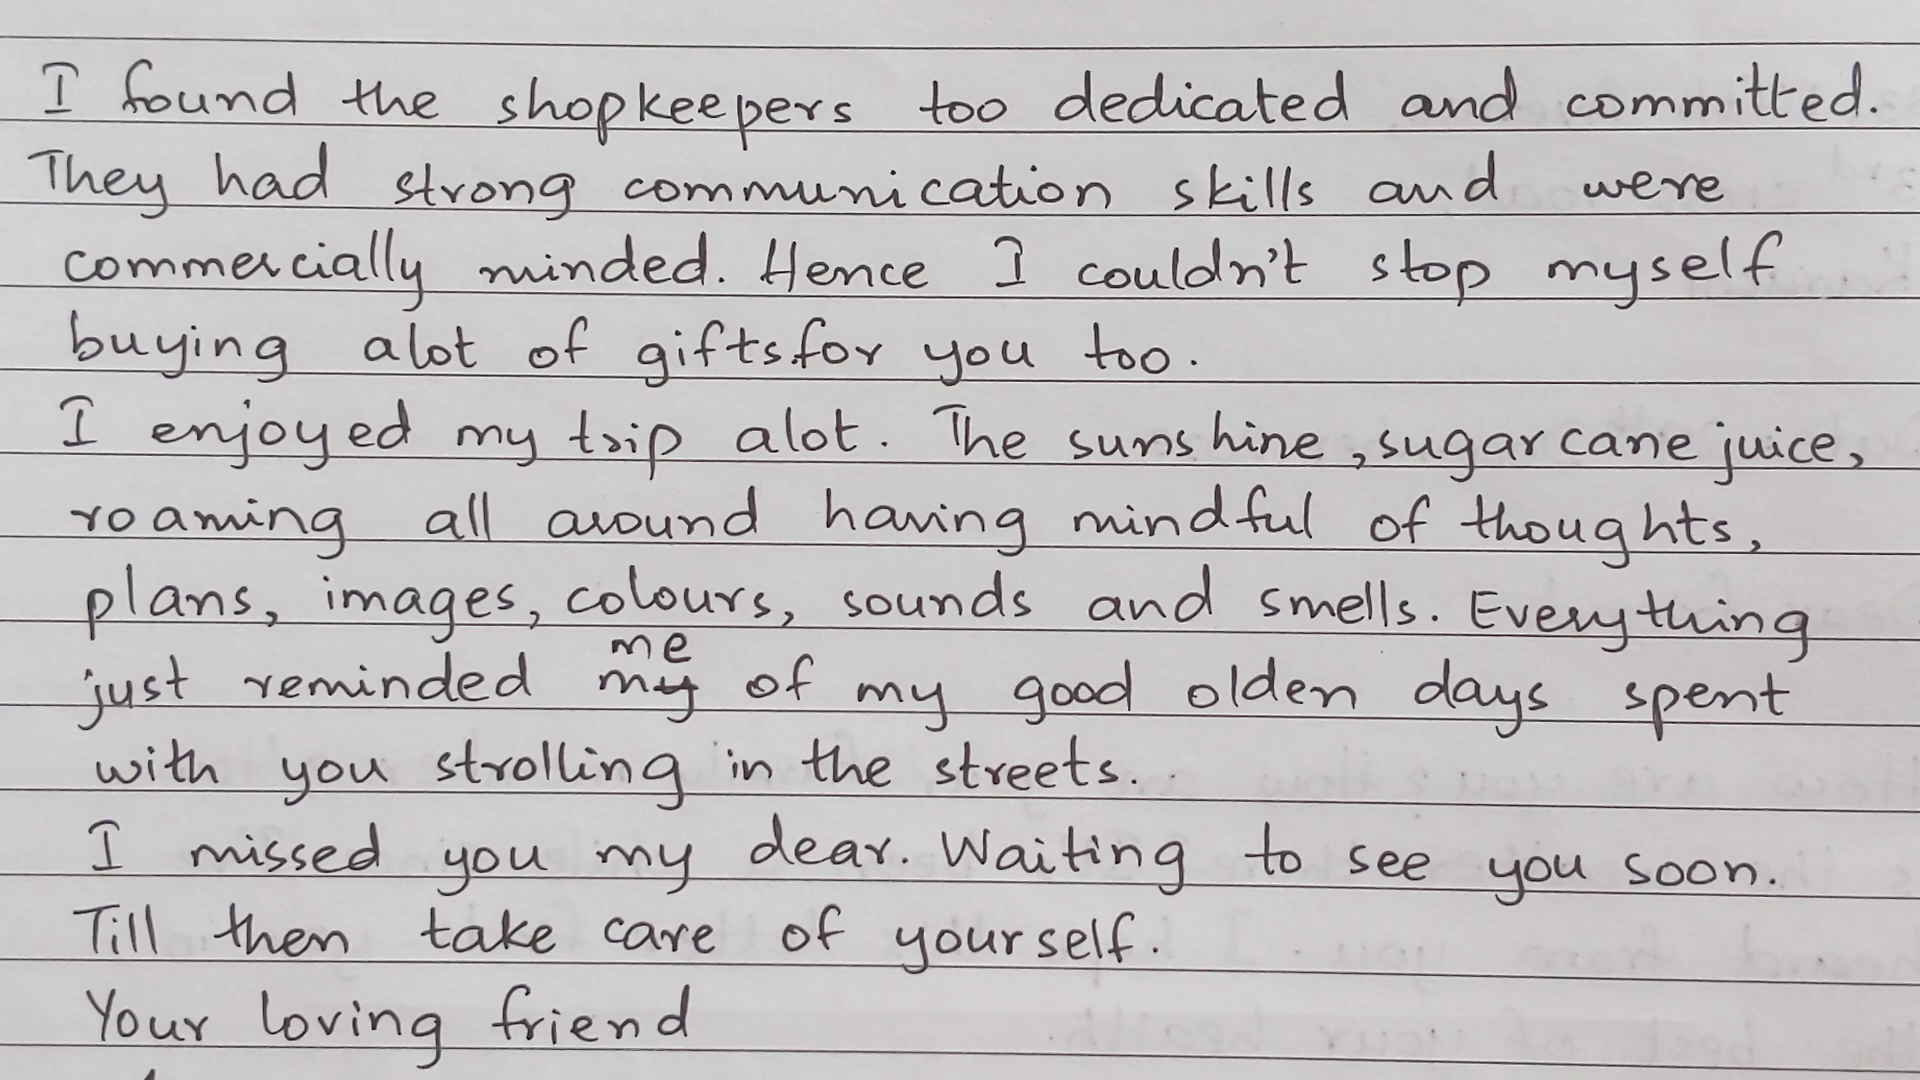 I found the shopkeepers too dedicated and committed.
They had strong communication skills and were
commercially minded. Hence I couldn't stop myself
buying alot of gifts.for you too.
I enjoyed my trip alot. The sunshine, sugarcane juice,
roaming all around having mindful of thoughts,
plans, images, colours, sounds and smells. Everything
me
just reminded my of my good olden days spent
with you strolling in the streets.
I missed you my dear. Waiting to see you soon.
Till then take care of yourself.
Your loving friend